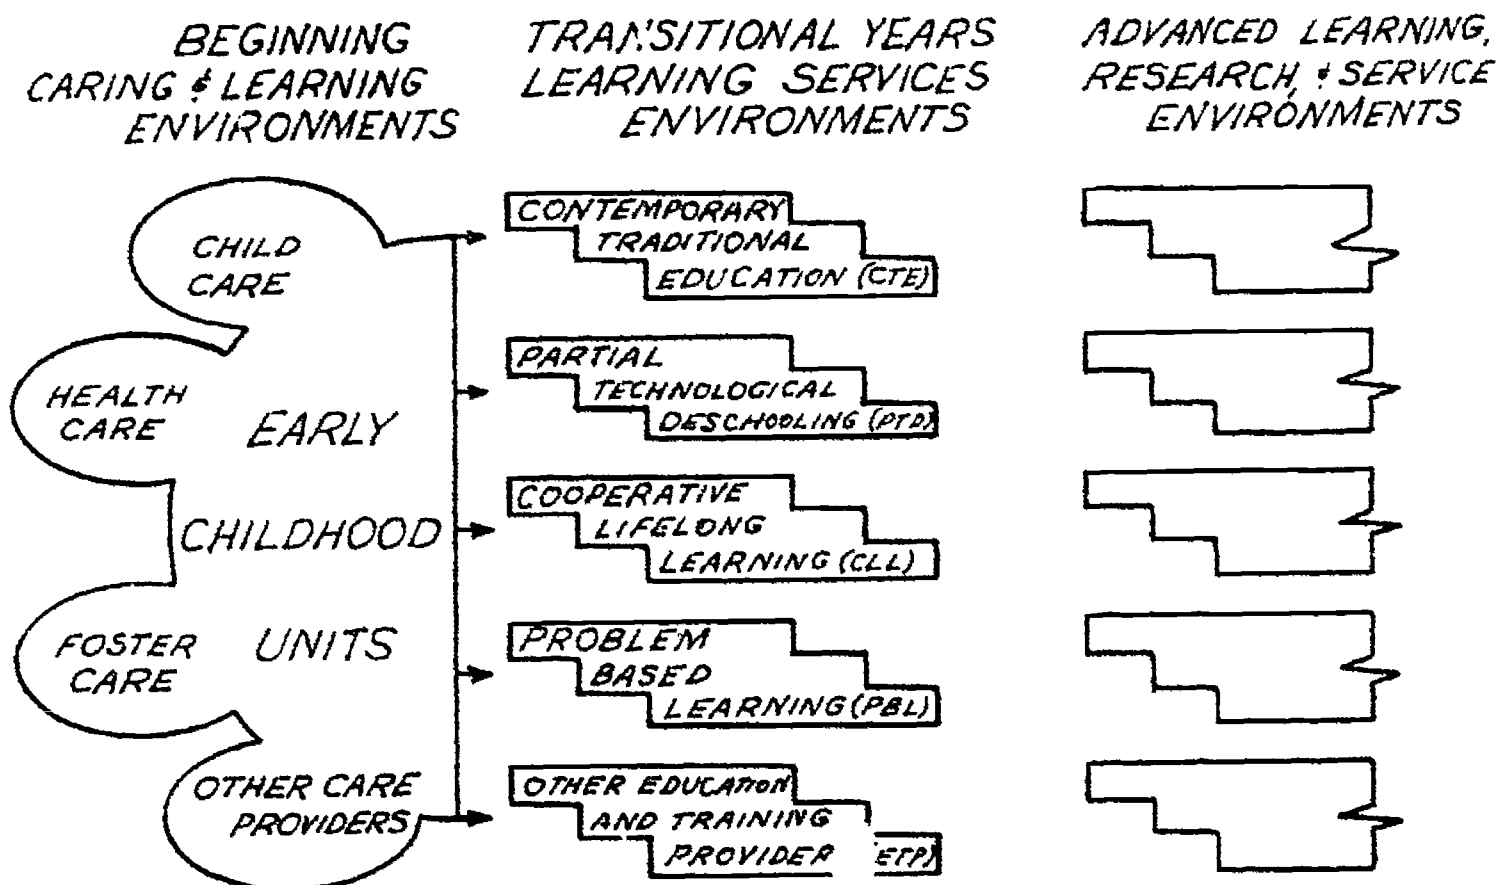 BEGINNING
CARING & LEARNING
ENVIRONMENTS
TRANSITIONAL YEARS
LEARNING SERVICES
ENVIRONMENTS
ADVANCED LEARNING,
RESEARCH, & SERVICE
ENVIRONMENTS
CHILD
CARE
HEALTH
CARE
EARLY
CHILDHOOD
UNITS
FOSTER
CARE
OTHER CARE
PROVIDERS
CONTEMPORARY
TRADITIONAL
EDUCATION (CTE)
PARTIAL
TECHNOLOGICAL
DESCHOOLING (PTD)
COOPERATIVE
LIFELONG
LEARNING (CLL)
PROBLEM
BASED
LEARNING (PBL)
OTHER EDUCATION
AND TRAINING
PROVIDER ETP)